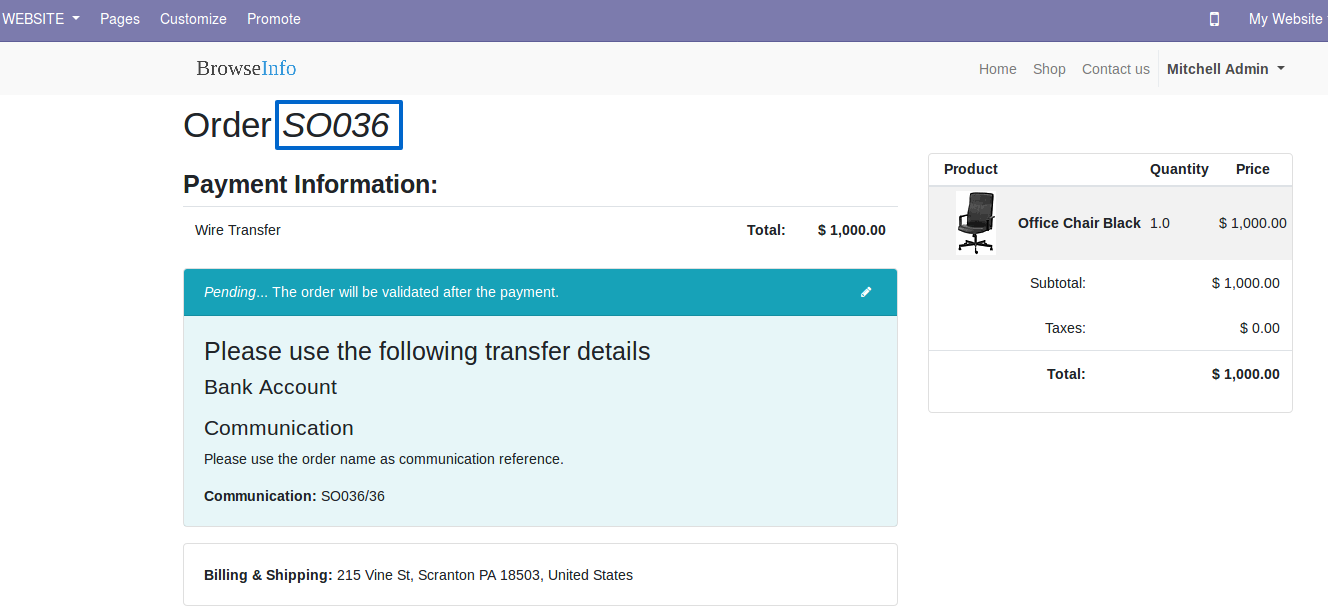 WEBSITE Pages Customize Promote My Website
BrowseInfo Home Shop Contact us Mitchell Admin
Order SO036
Payment Information:
Wire Transfer Total: $ 1,000.00
Pending... The order will be validated after the payment.
Please use the following transfer details
Bank Account
Communication
Please use the order name as communication reference.
Communication: SO036/36
Billing & Shipping: 215 Vine St, Scranton PA 18503, United States
Product Quantity Price
Office Chair Black 1.0 $ 1,000.00
Subtotal: $ 1,000.00
Taxes: $ 0.00
Total: $ 1,000.00